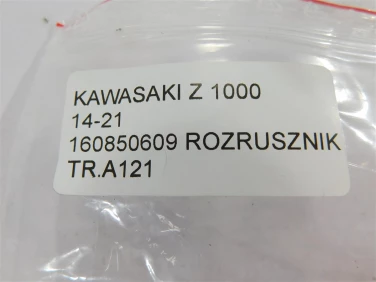 KAWASAKI Z 1000
14-21
160850609 ROZRUSZNIK
TR.A121